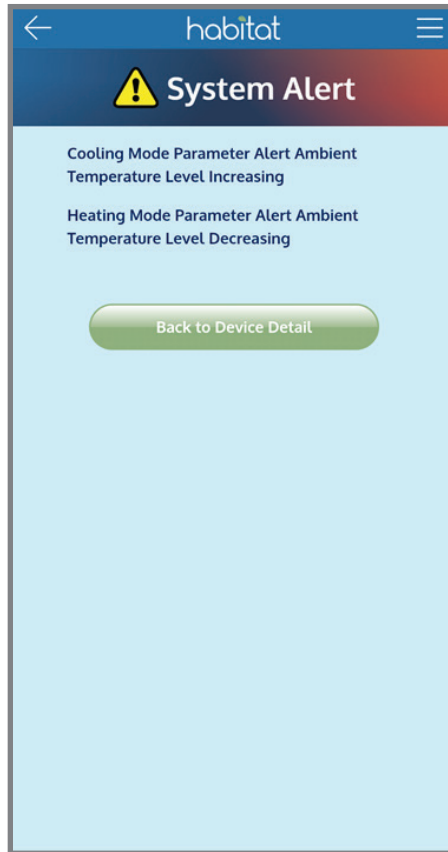 habitat
System Alert
Cooling Mode Parameter Alert Ambient
Temperature Level Increasing
Heating Mode Parameter Alert Ambient
Temperature Level Decreasing
Back to Device Detail